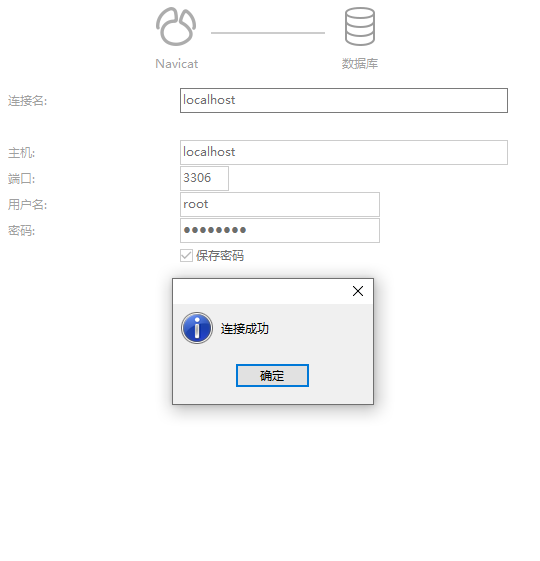 Navicat
数据库
连接名:
localhost
主机:
localhost
端口:
3306
用户名:
root
密码:
●●●●●●●●
保存密码
连接成功
确定